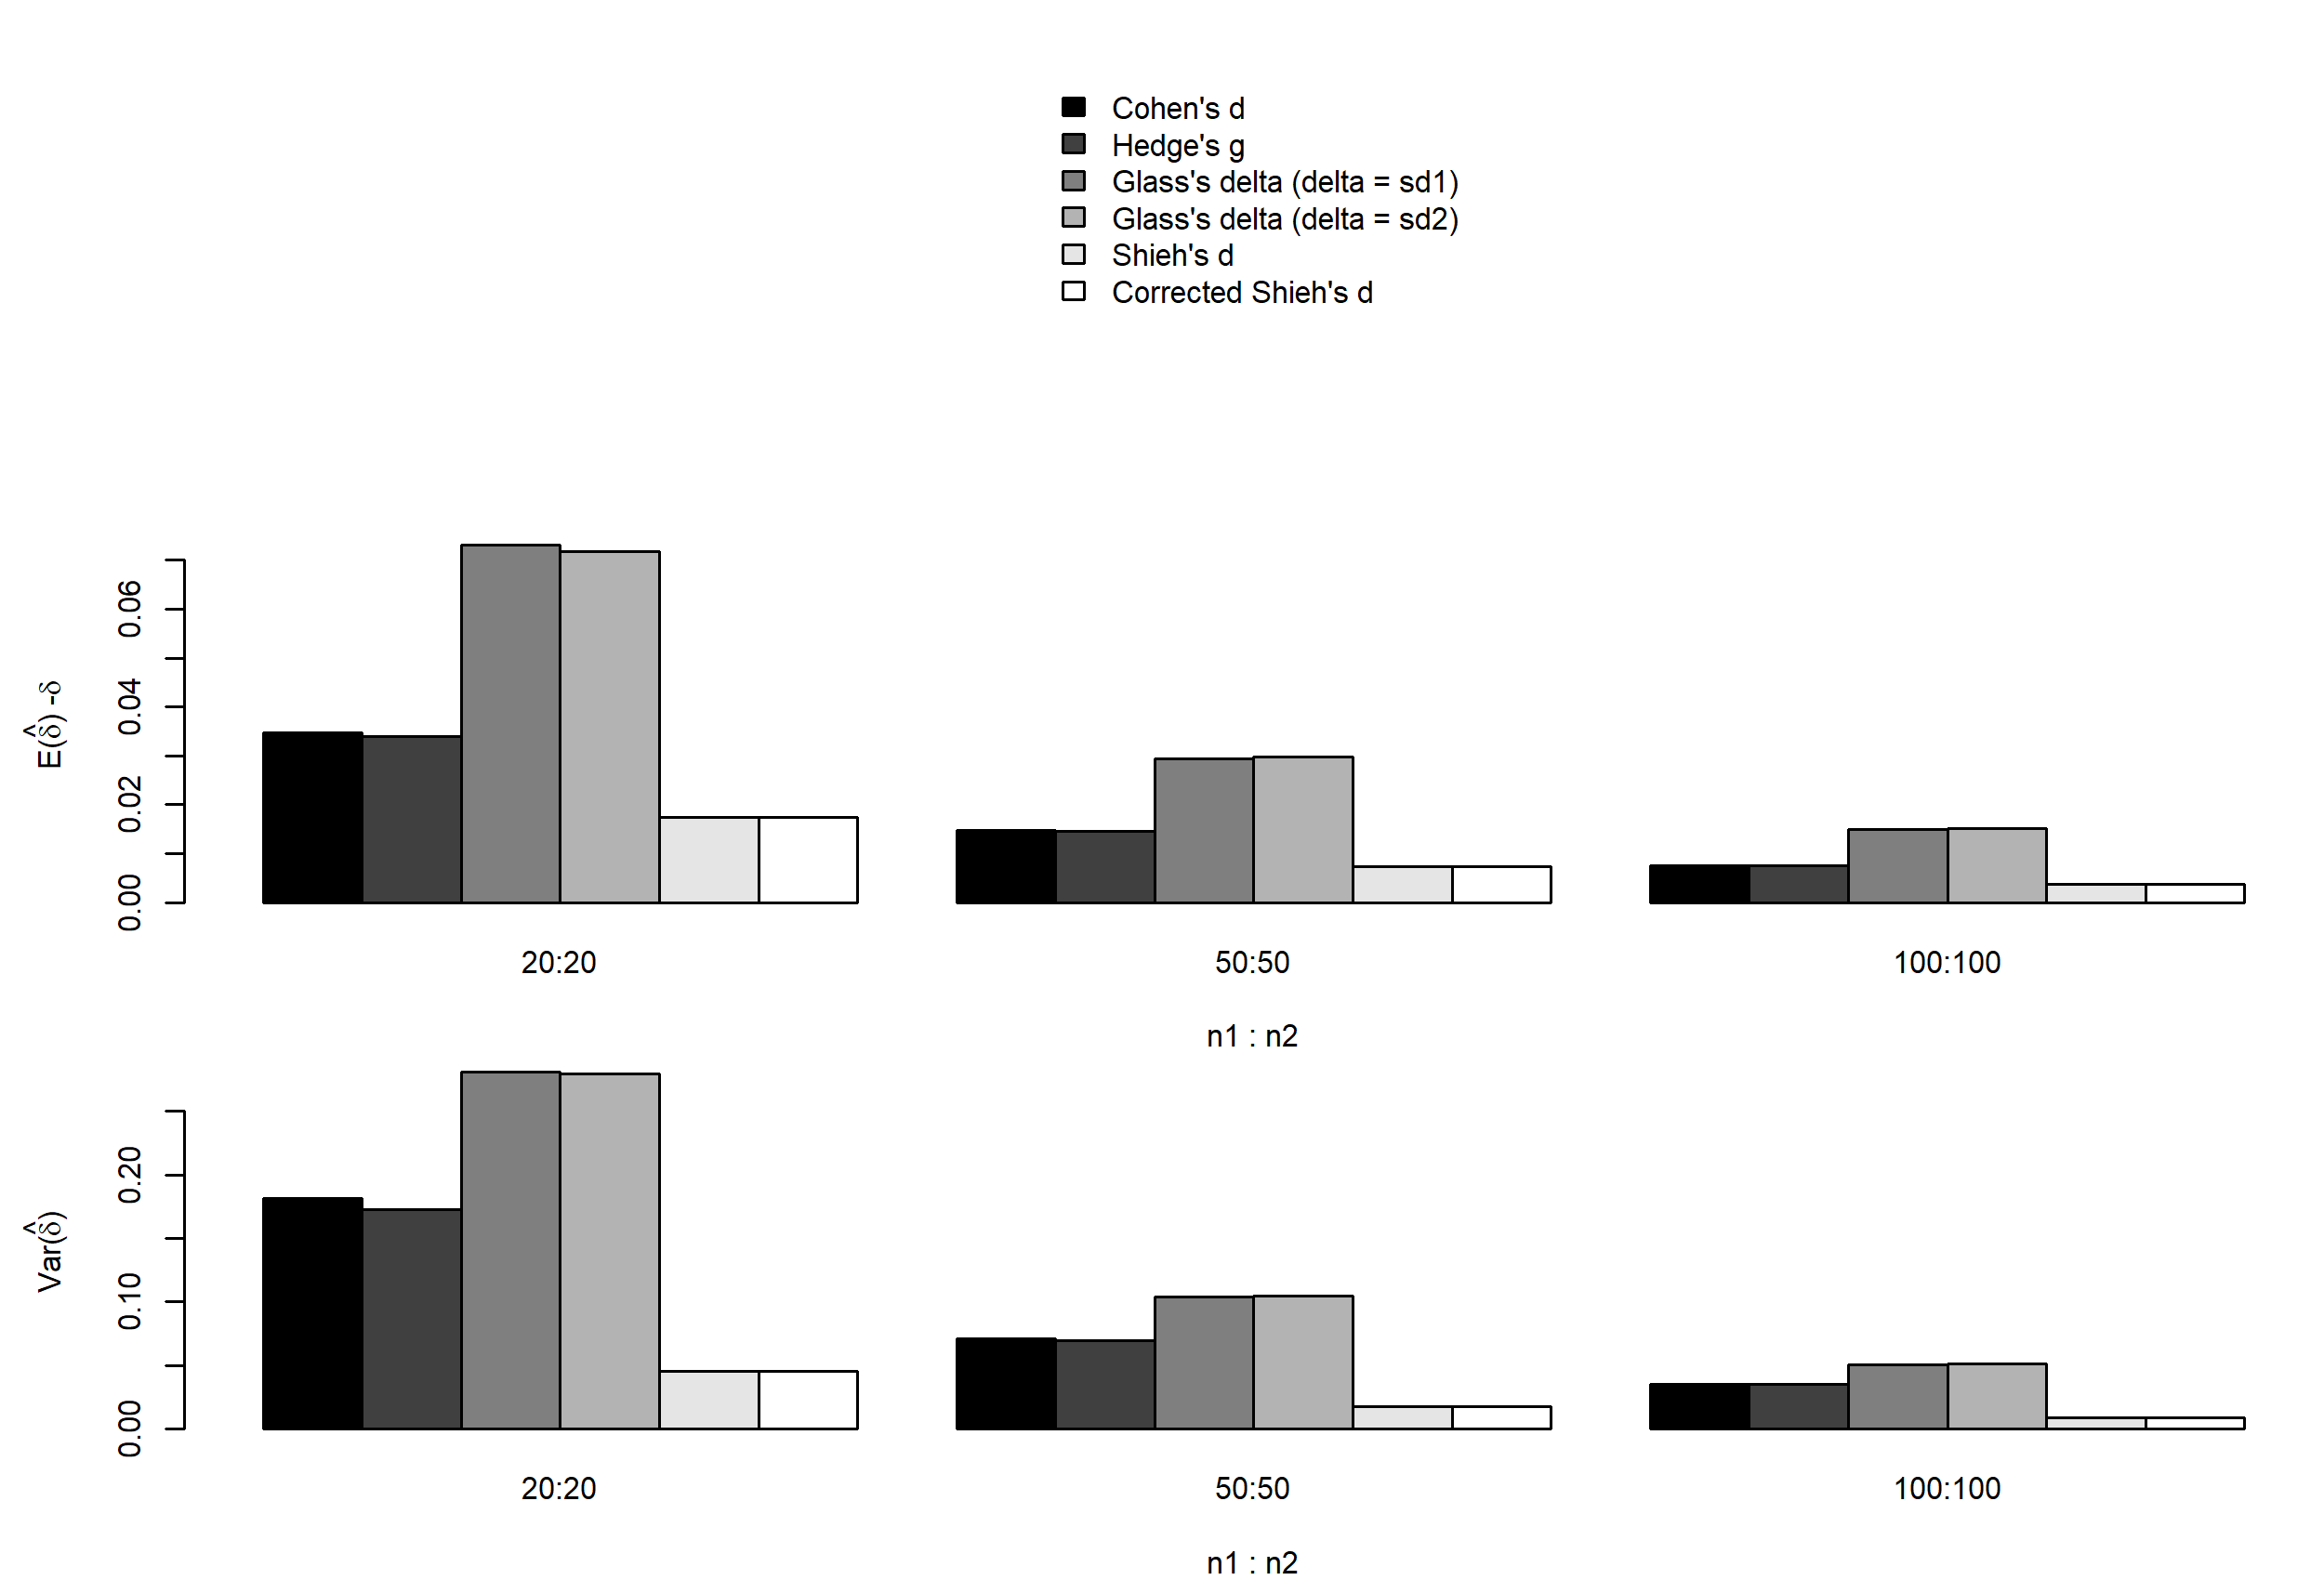 Cohen's d
Hedge's g
Glass's delta (delta = sd1)
Glass's delta (delta = sd2)
Shieh's d
Corrected Shieh's d
E(δ̂) -δ
0.00 0.02 0.04 0.06
20:20 50:50 100:100
n1 : n2
Var(δ̂)
0.00 0.10 0.20
20:20 50:50 100:100
n1 : n2